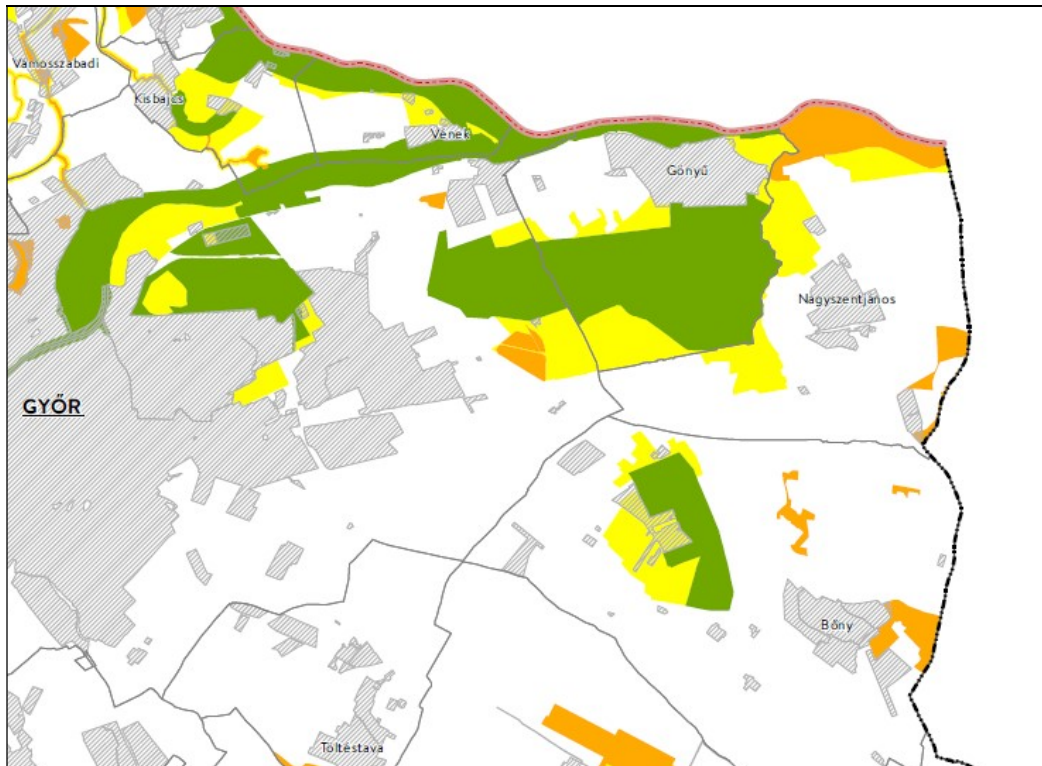 Vámosszabadi
Kisbajcs
Vének
Gönyű
Nagyszentjános
GYŐR
Bőny
Töltéstava